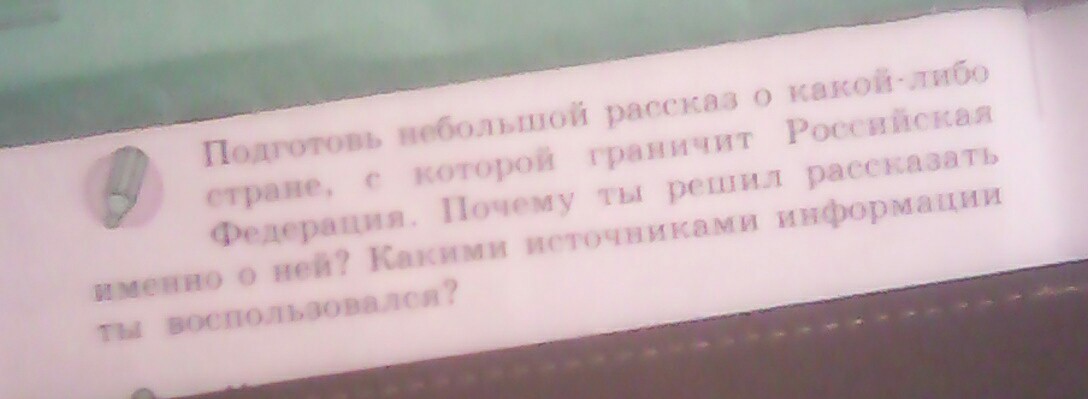 Подготовь небольшой рассказ о какой-либо
стране, с которой граничит Российская
Федерация. Почему ты решил рассказать
именно о ней? Какими источниками информации
ты воспользовался?